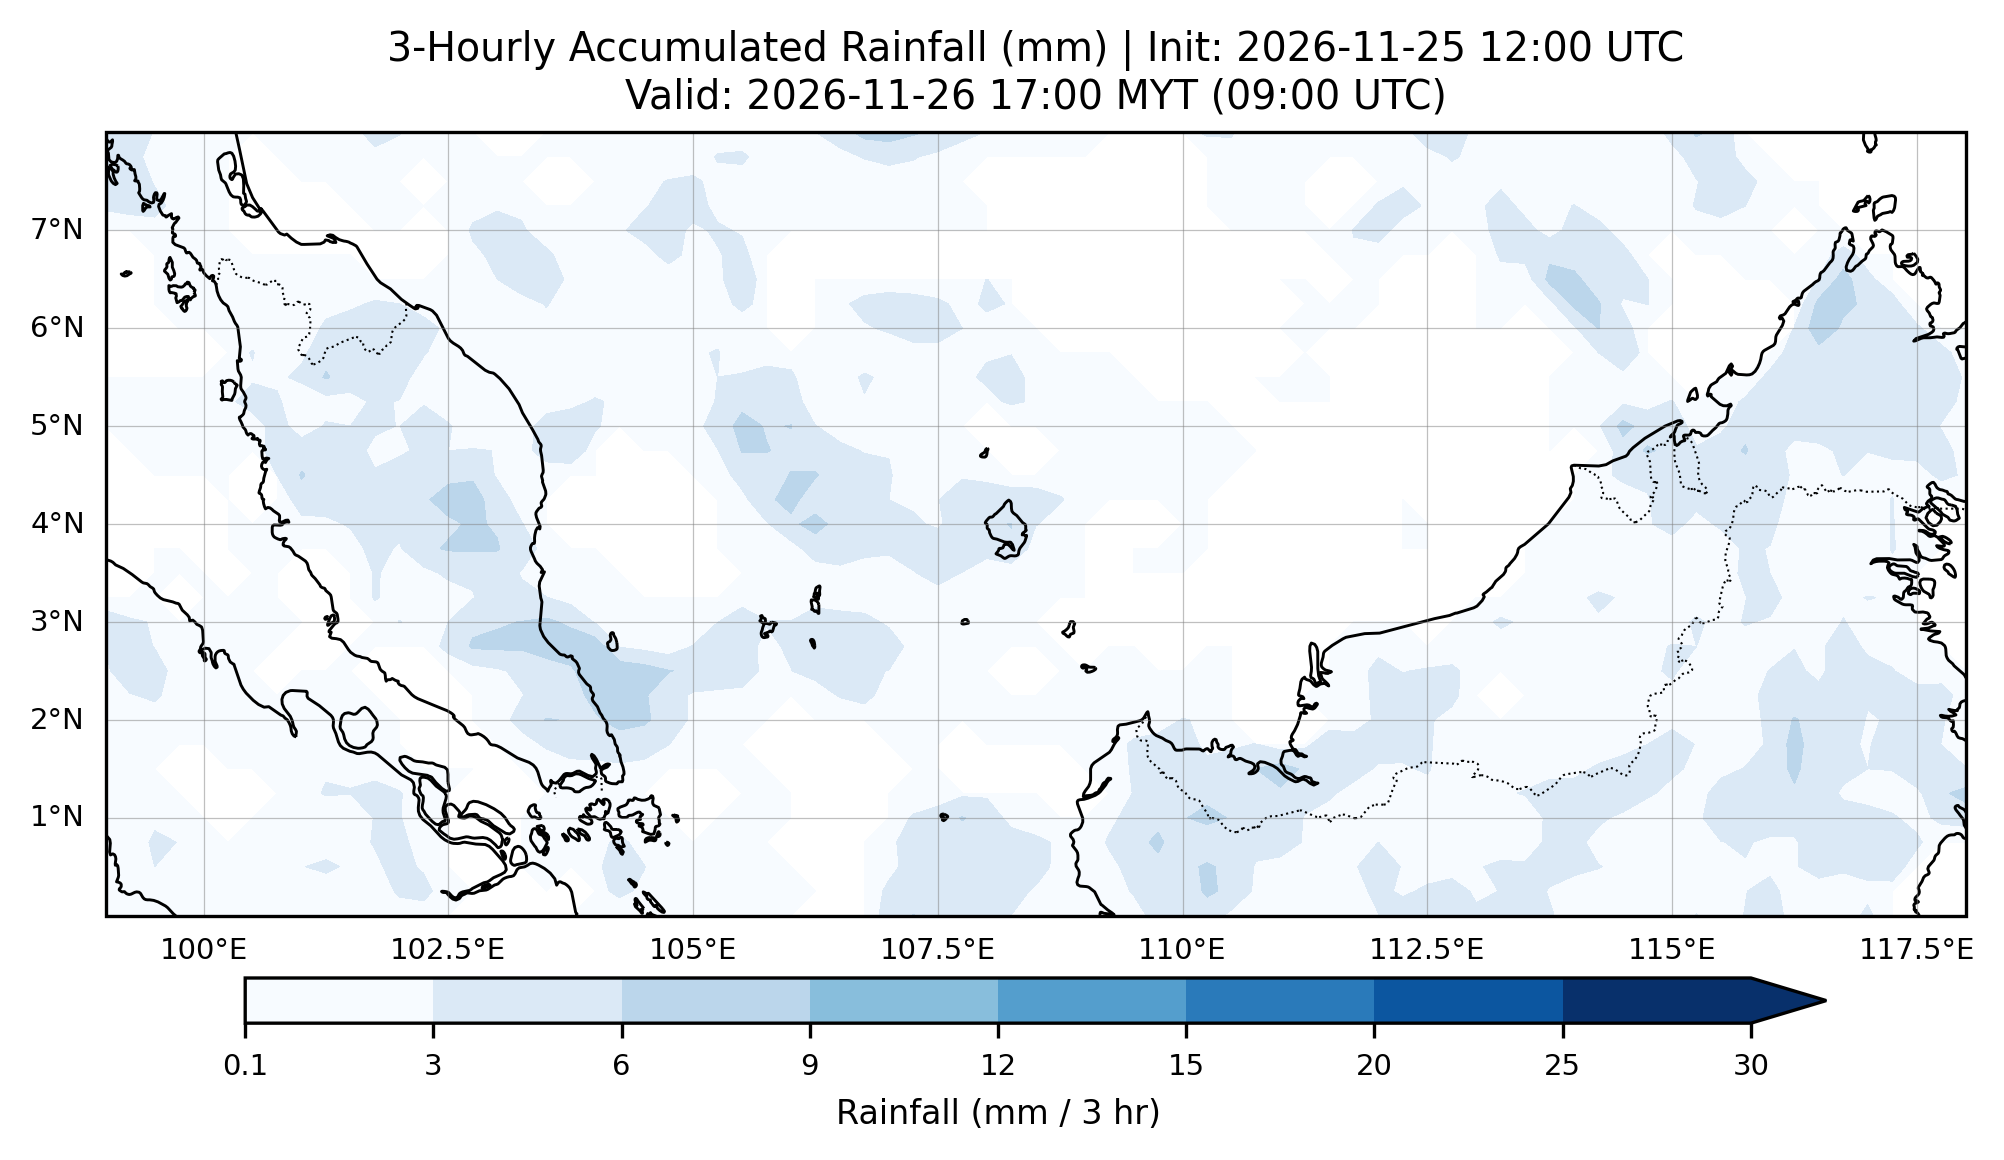 3-Hourly Accumulated Rainfall (mm) | Init: 2026-11-25 12:00 UTC
Valid: 2026-11-26 17:00 MYT (09:00 UTC)
7°N
6°N
5°N
4°N
3°N
2°N
1°N
100°E 102.5°E 105°E 107.5°E 110°E 112.5°E 115°E 117.5°E
0.1 3 6 9 12 15 20 25 30
Rainfall (mm / 3 hr)